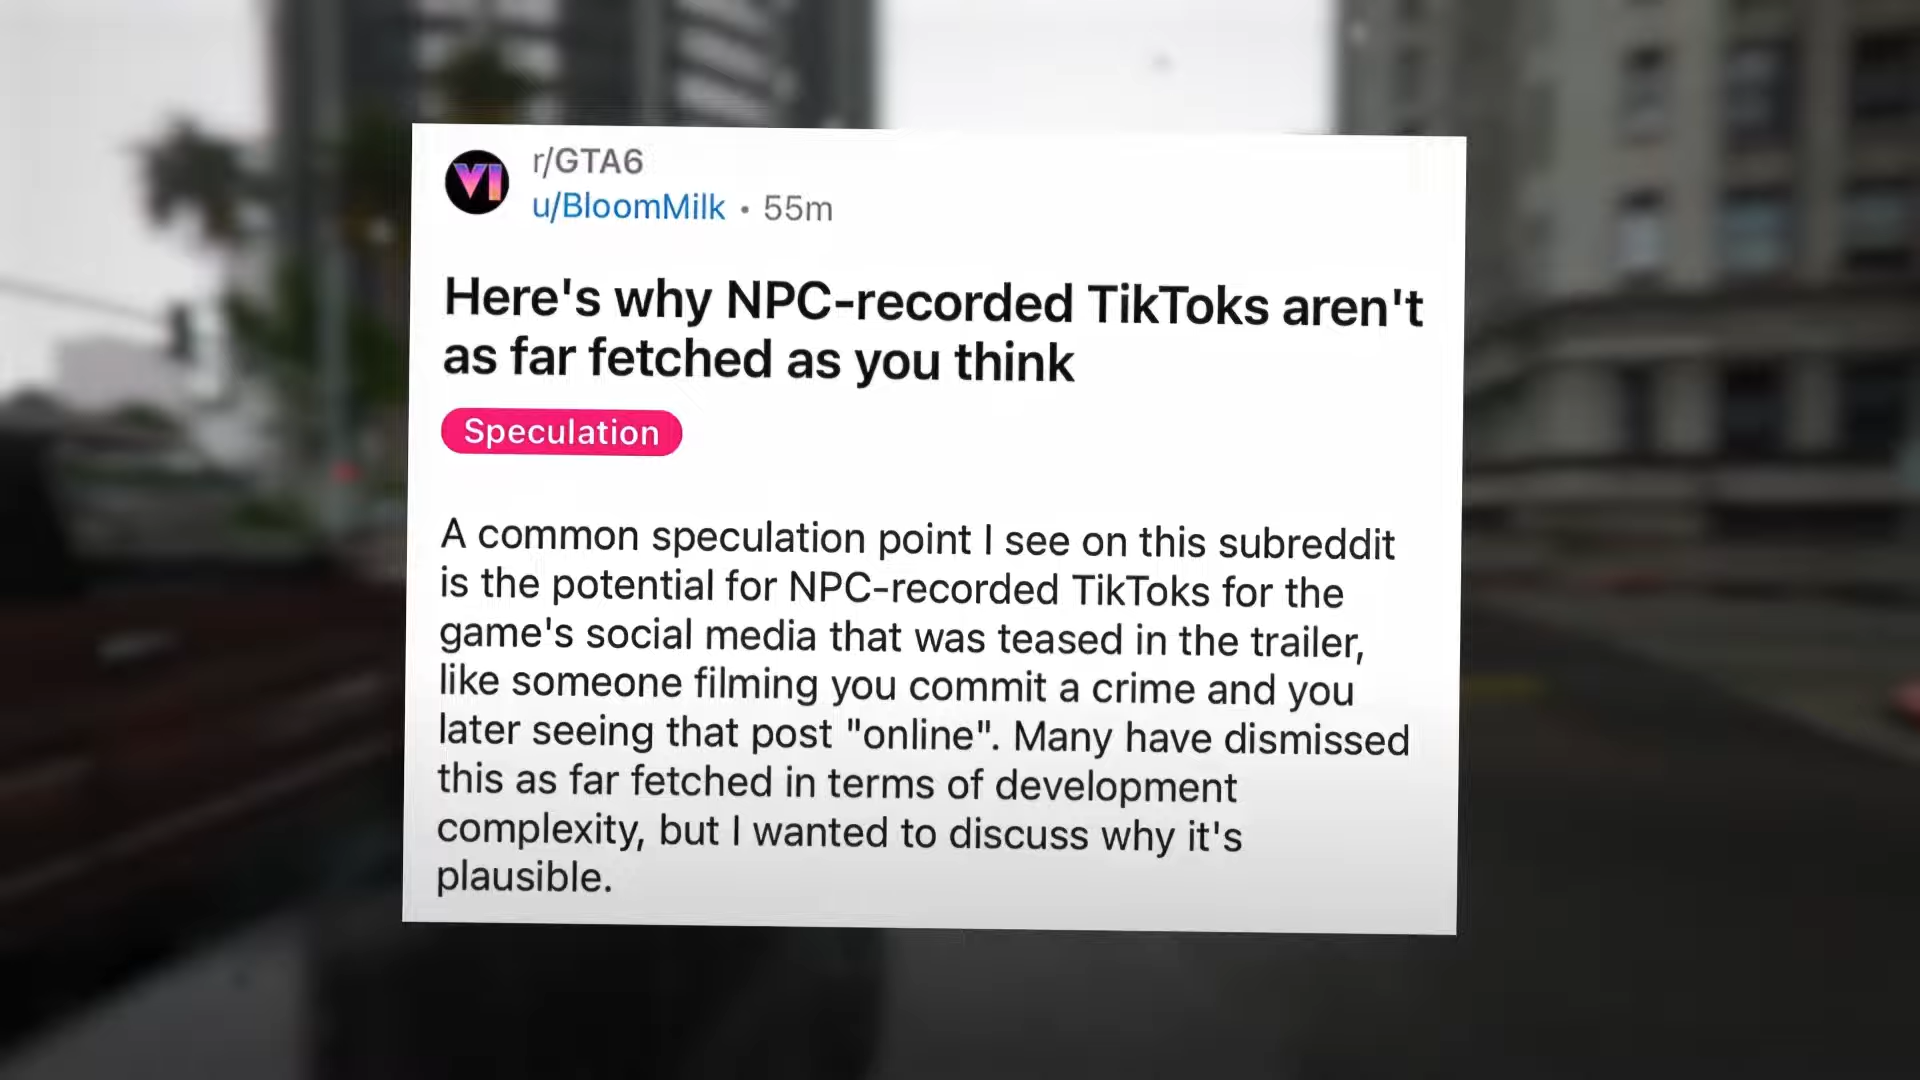 VI
r/GTA6
u/BloomMilk • 55m
Here's why NPC-recorded TikToks aren't
as far fetched as you think
Speculation
A common speculation point I see on this subreddit
is the potential for NPC-recorded TikToks for the
game's social media that was teased in the trailer,
like someone filming you commit a crime and you
later seeing that post "online". Many have dismissed
this as far fetched in terms of development
complexity, but I wanted to discuss why it's
plausible.